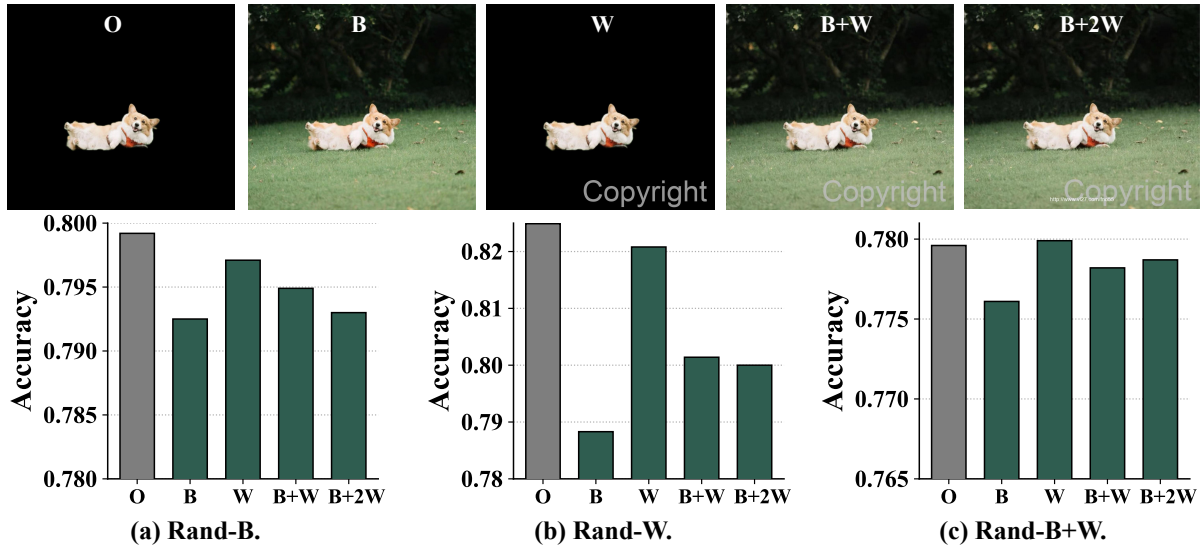 O B W B+W B+2W
Copyright Copyright Copyright
Accuracy
0.800
0.795
0.790
0.785
0.780
O B W B+W B+2W
(a) Rand-B.
Accuracy
0.82
0.81
0.80
0.79
0.78
O B W B+W B+2W
(b) Rand-W.
Accuracy
0.780
0.775
0.770
0.765
O B W B+W B+2W
(c) Rand-B+W.